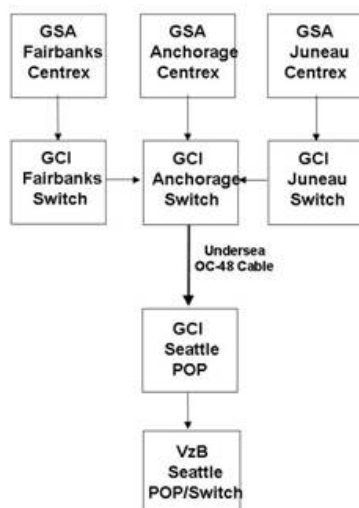 GSA
Fairbanks
Centrex
GSA
Anchorage
Centrex
GSA
Juneau
Centrex
GCI
Fairbanks
Switch
GCI
Anchorage
Switch
GCI
Juneau
Switch
Undersea
OC-48 Cable
GCI
Seattle
POP
VzB
Seattle
POP/Switch